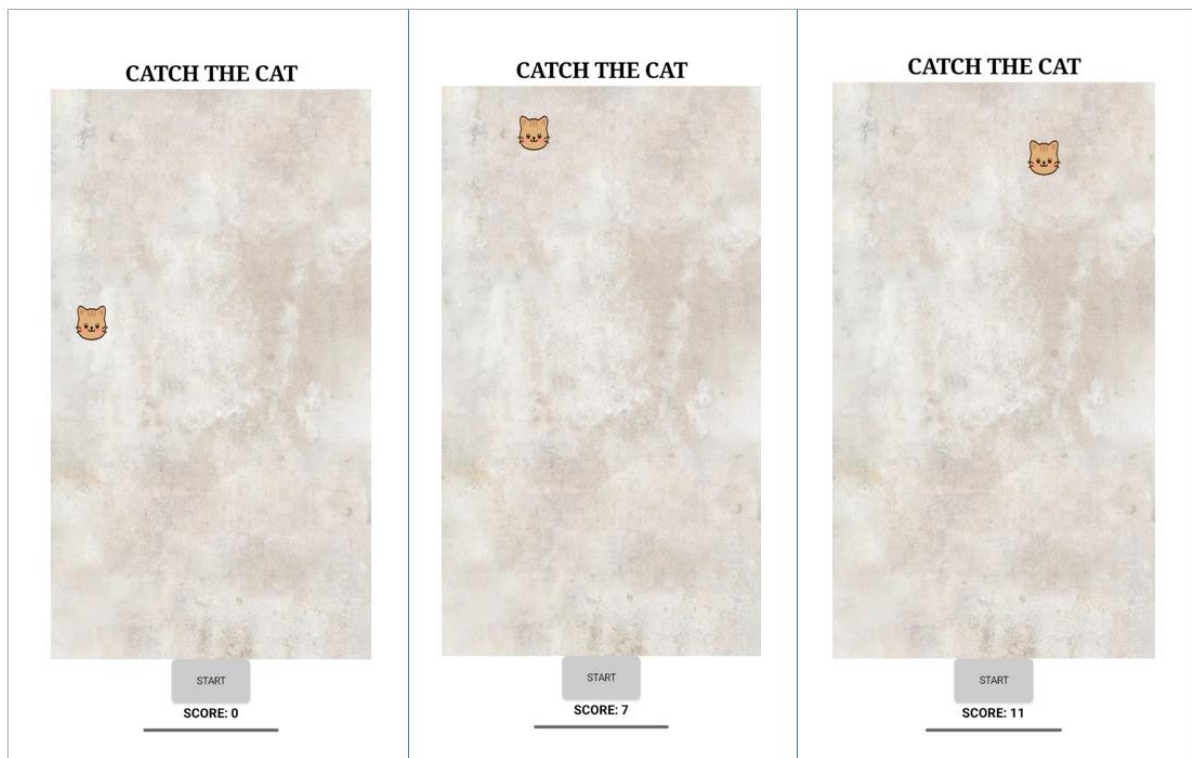 CATCH THE CAT
START
SCORE: 0
CATCH THE CAT
START
SCORE: 7
CATCH THE CAT
START
SCORE: 11